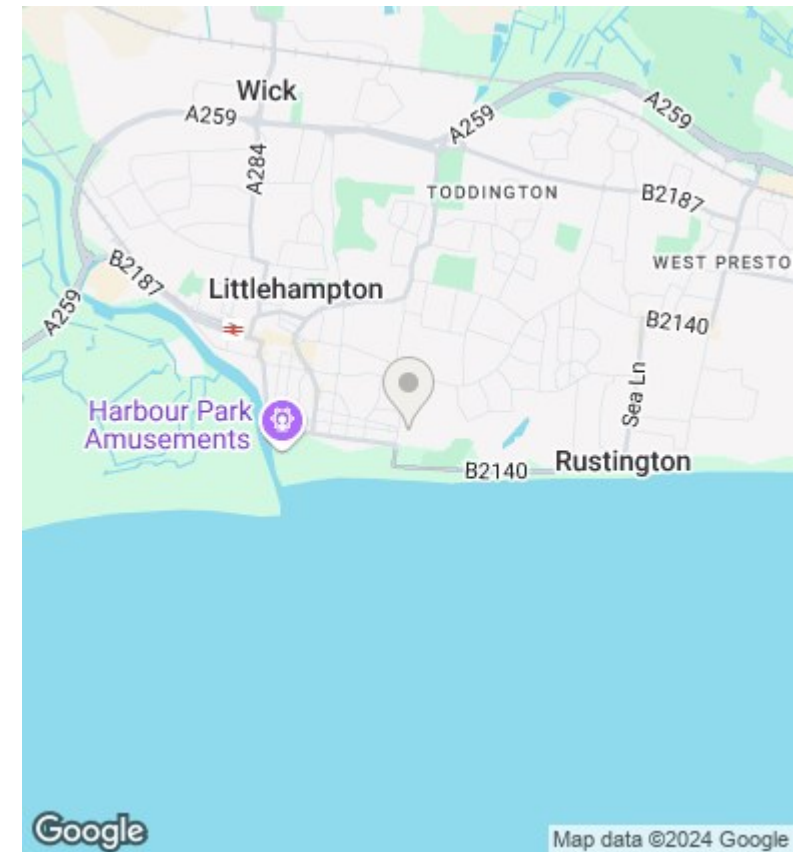 Wick
A259
A259
A259
A284
TODDINGTON
B2187
B2187
WEST PRESTO
Littlehampton
A259
B2140
Sea Ln
Harbour Park
Amusements
B2140
Rustington
Google
Map data ©2024 Google